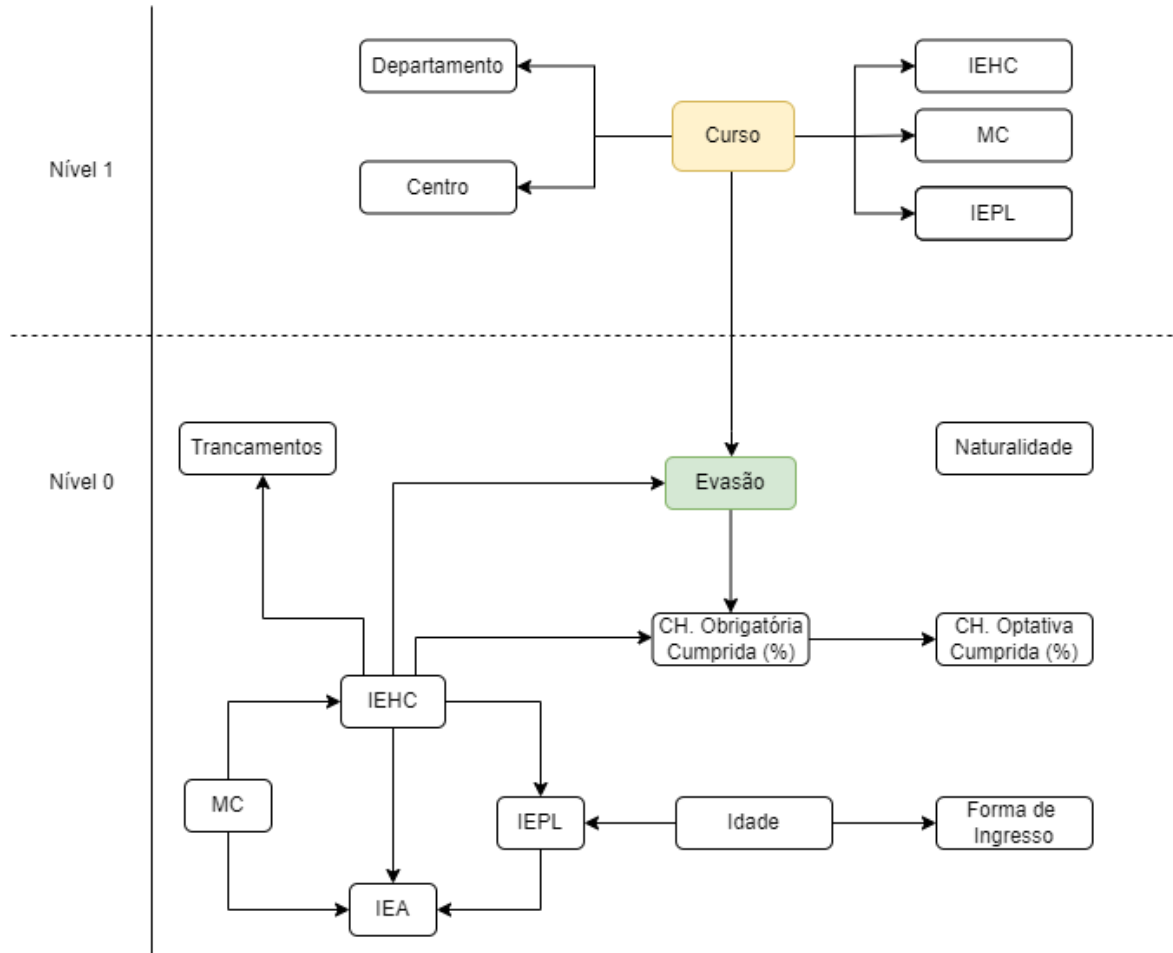 Departamento
IEHC
Curso
MC
Nível 1
Centro
IEPL
Trancamentos
Naturalidade
Nível 0
Evasão
CH. Obrigatória
Cumprida (%)
CH. Optativa
Cumprida (%)
IEHC
MC
IEPL
Idade
Forma de
Ingresso
IEA